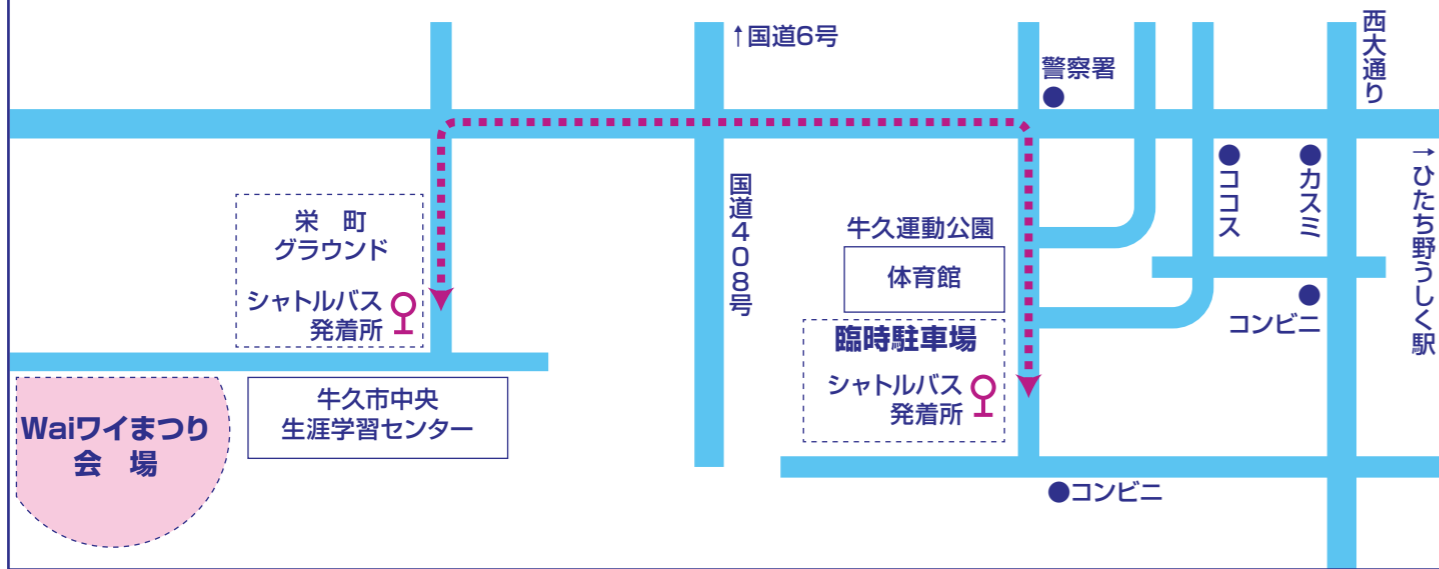 ↑国道6号
警察署
西大通り
栄 町
グラウンド
シャトルバス
発着所
国道408号
牛久運動公園
体育館
臨時駐車場
シャトルバス
発着所
ココス
カスミ
コンビニ
→ひたち野うしく駅
Waiワイまつり
会 場
牛久市中央
生涯学習センター
コンビニ